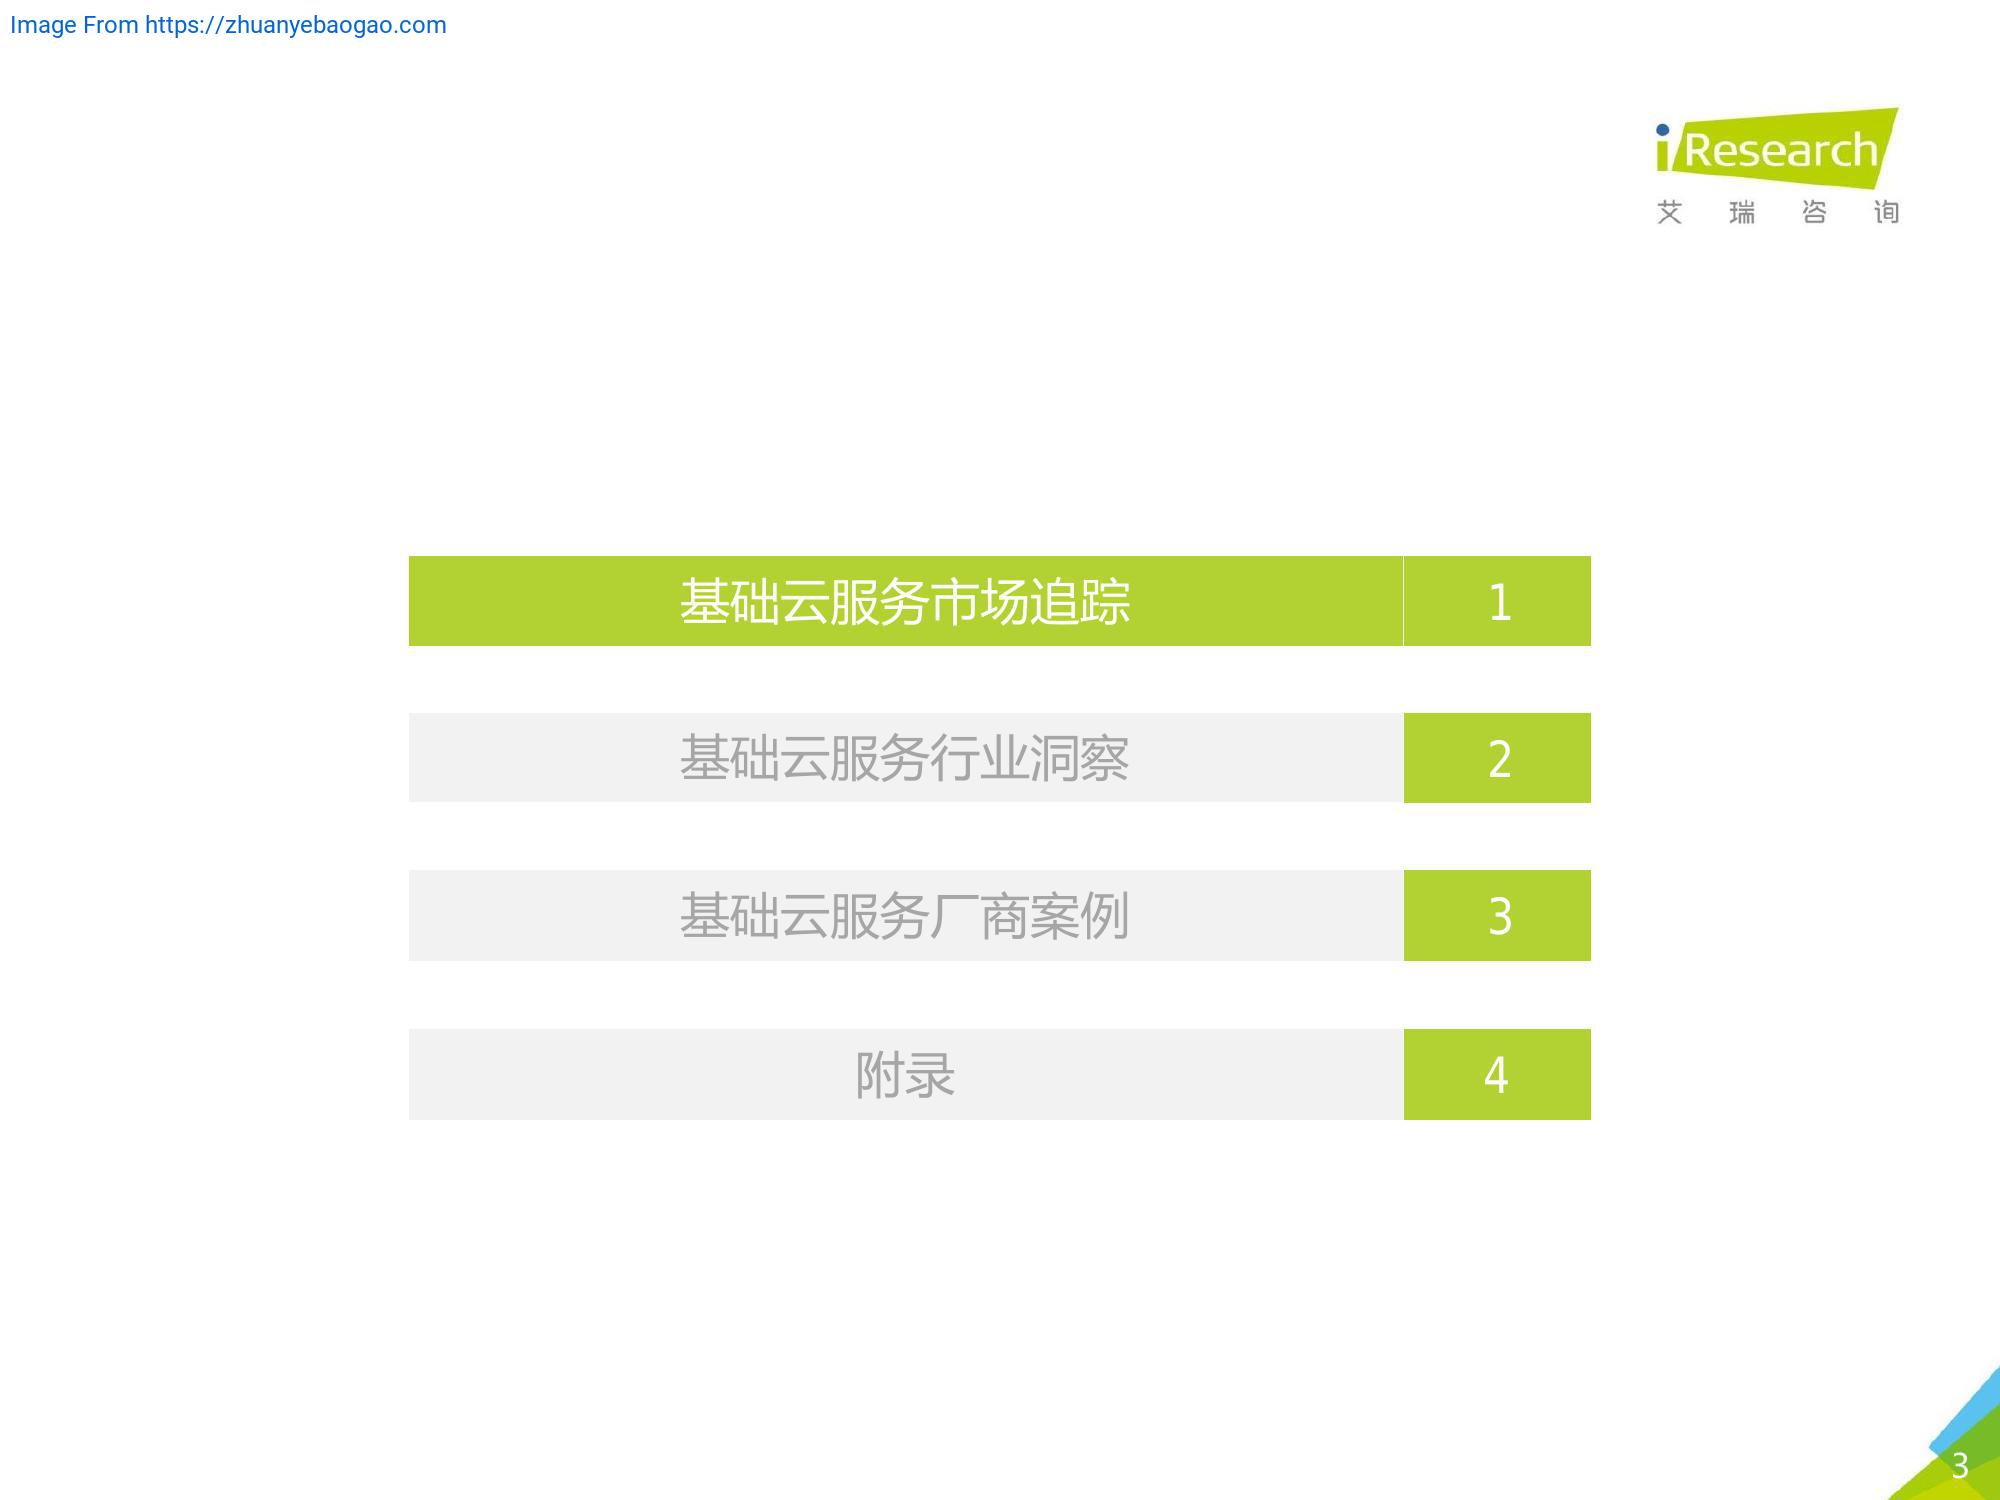 Image From https://zhuanyebaogao.com
iResearch
艾瑞咨询
基础云服务市场追踪 1
基础云服务行业洞察 2
基础云服务厂商案例 3
附录 4
3